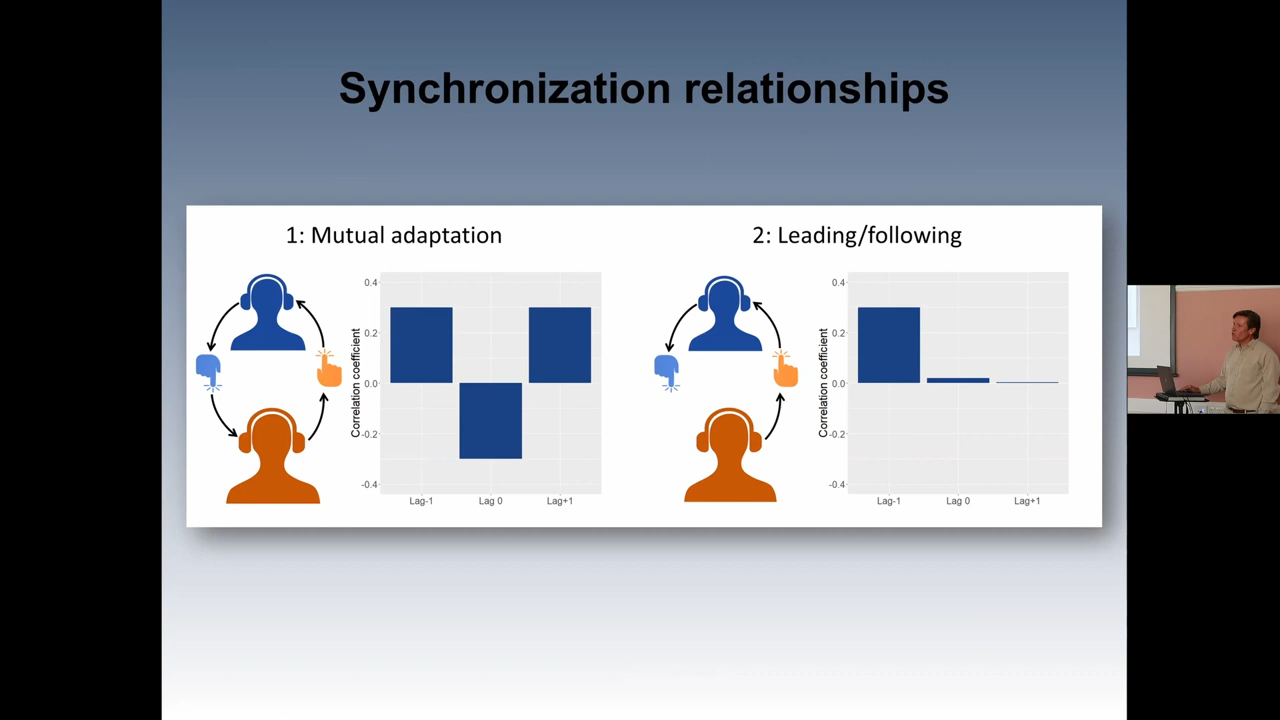 Synchronization relationships
1: Mutual adaptation
Correlation coefficient
0.4
0.2
0.0
-0.2
-0.4
Lag-1 Lag 0 Lag+1
2: Leading/following
Correlation coefficient
0.4
0.2
0.0
-0.2
-0.4
Lag-1 Lag 0 Lag+1